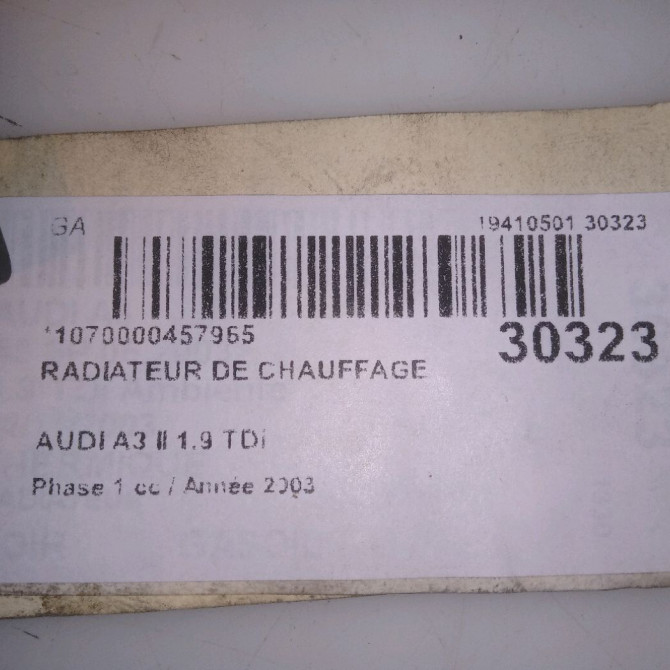 GA 19410501 30323
*1070000457965
30323
RADIATEUR DE CHAUFFAGE
AUDI A3 II 1.9 TDi
Phase 1 cc / Année 2003